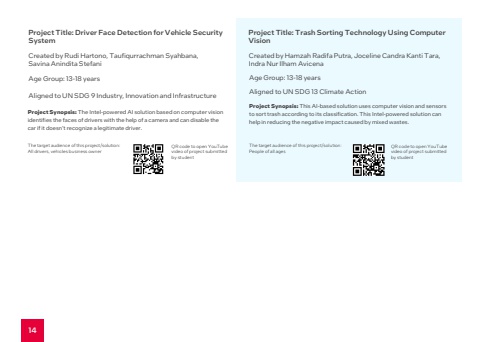 Project Title: Driver Face Detection for Vehicle Security
System
Created by Rudi Hartono, Taufiqurrachman Syahbana,
Savina Anindita Stefani
Age Group: 13-18 years
Aligned to UN SDG 9 Industry, Innovation and Infrastructure
Project Synopsis: The Intel-powered AI solution based on computer vision
identifies the faces of drivers with the help of a camera and can disable the
car if it doesn't recognize a legitimate driver.
The target audience of this project/solution:
All drivers, vehicles business owner
QR code to open YouTube
video of project submitted
by student
Project Title: Trash Sorting Technology Using Computer
Vision
Created by Hamzah Radifa Putra, Joceline Candra Kanti Tara,
Indra Nur Ilham Avicena
Age Group: 13-18 years
Aligned to UN SDG 13 Climate Action
Project Synopsis: This AI-based solution uses computer vision and sensors
to sort trash according to its classification. This Intel-powered solution can
help in reducing the negative impact caused by mixed wastes.
The target audience of this project/solution:
People of all ages
QR code to open YouTube
video of project submitted
by student
14